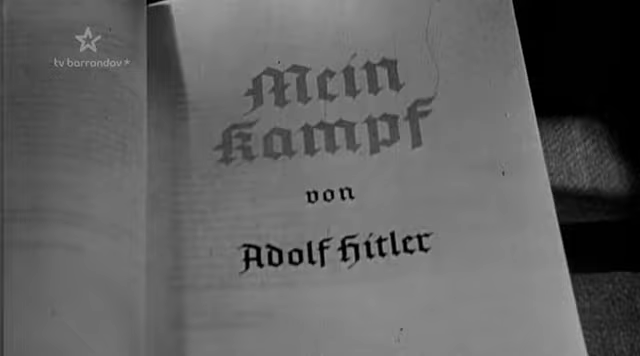 tv barrandov
Mein
Kampf
von
Adolf Hitler